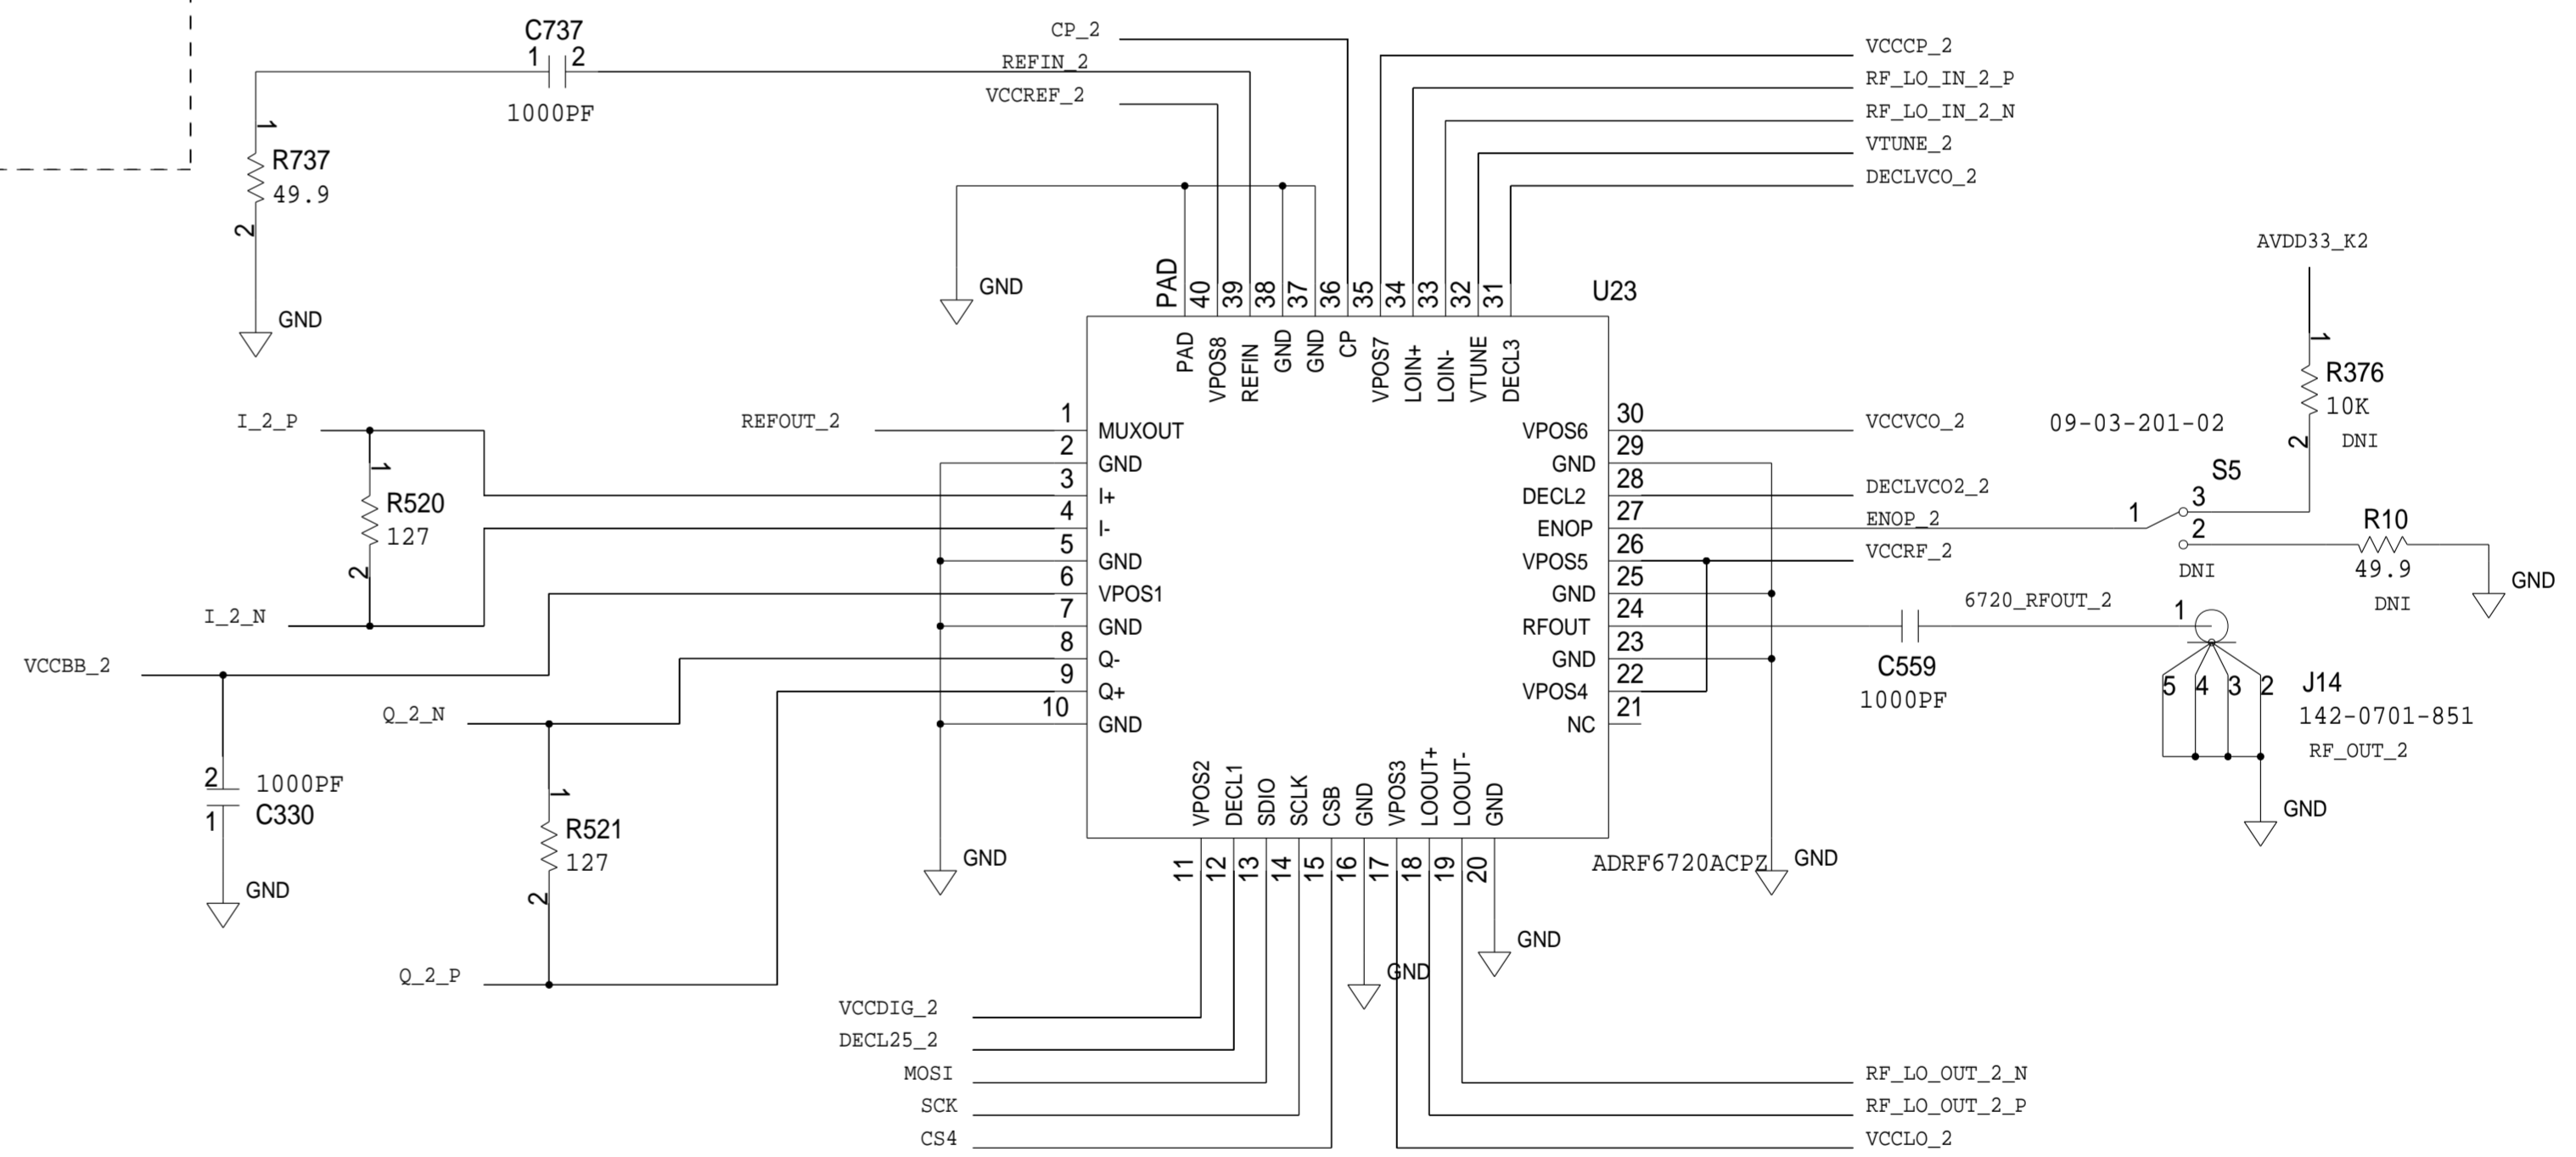 C737
1 2
1000PF
CP_2
REFIN_2
VCCREF_2
VCCCP_2
RF_LO_IN_2_P
RF_LO_IN_2_N
VTUNE_2
DECLVCO_2
1
R737
49.9
2
GND
GND
AVDD33_K2
1
R376
10K
DNI
2
U23
PAD 40 39 38 37 36 35 34 33 32 31
PAD VPOS8 REFIN GND GND CP VPOS7 LOIN+ LOIN- VTUNE DECL3
I_2_P
1
R520
127
2
I_2_N
VCCBB_2
2
1000PF
C330
1
GND
Q_2_N
1
R521
127
2
Q_2_P
REFOUT_2
1 MUXOUT
2 GND
3 I+
4 I-
5 GND
6 VPOS1
7 GND
8 Q-
9 Q+
10 GND
GND
VPOS6 30 VCCVCO_2
GND 29
DECL2 28 DECLVCO2_2
ENOP 27 ENOP_2
VPOS5 26 VCCRF_2
GND 25
RFOUT 24
GND 23
VPOS4 22
NC 21
09-03-201-02
S5
1
3
2
DNI
R10
49.9
DNI
GND
6720_RFOUT_2
C559
1000PF
1
5 4 3 2
J14
142-0701-851
RF_OUT_2
GND
VPOS2 DECL1 SDIO SCLK CSB GND VPOS3 LOOUT+ LOOUT- GND
11 12 13 14 15 16 17 18 19 20
ADRF6720ACPZ
GND
GND
GND
VCCDIG_2
DECL25_2
MOSI
SCK
CS4
RF_LO_OUT_2_N
RF_LO_OUT_2_P
VCCLO_2